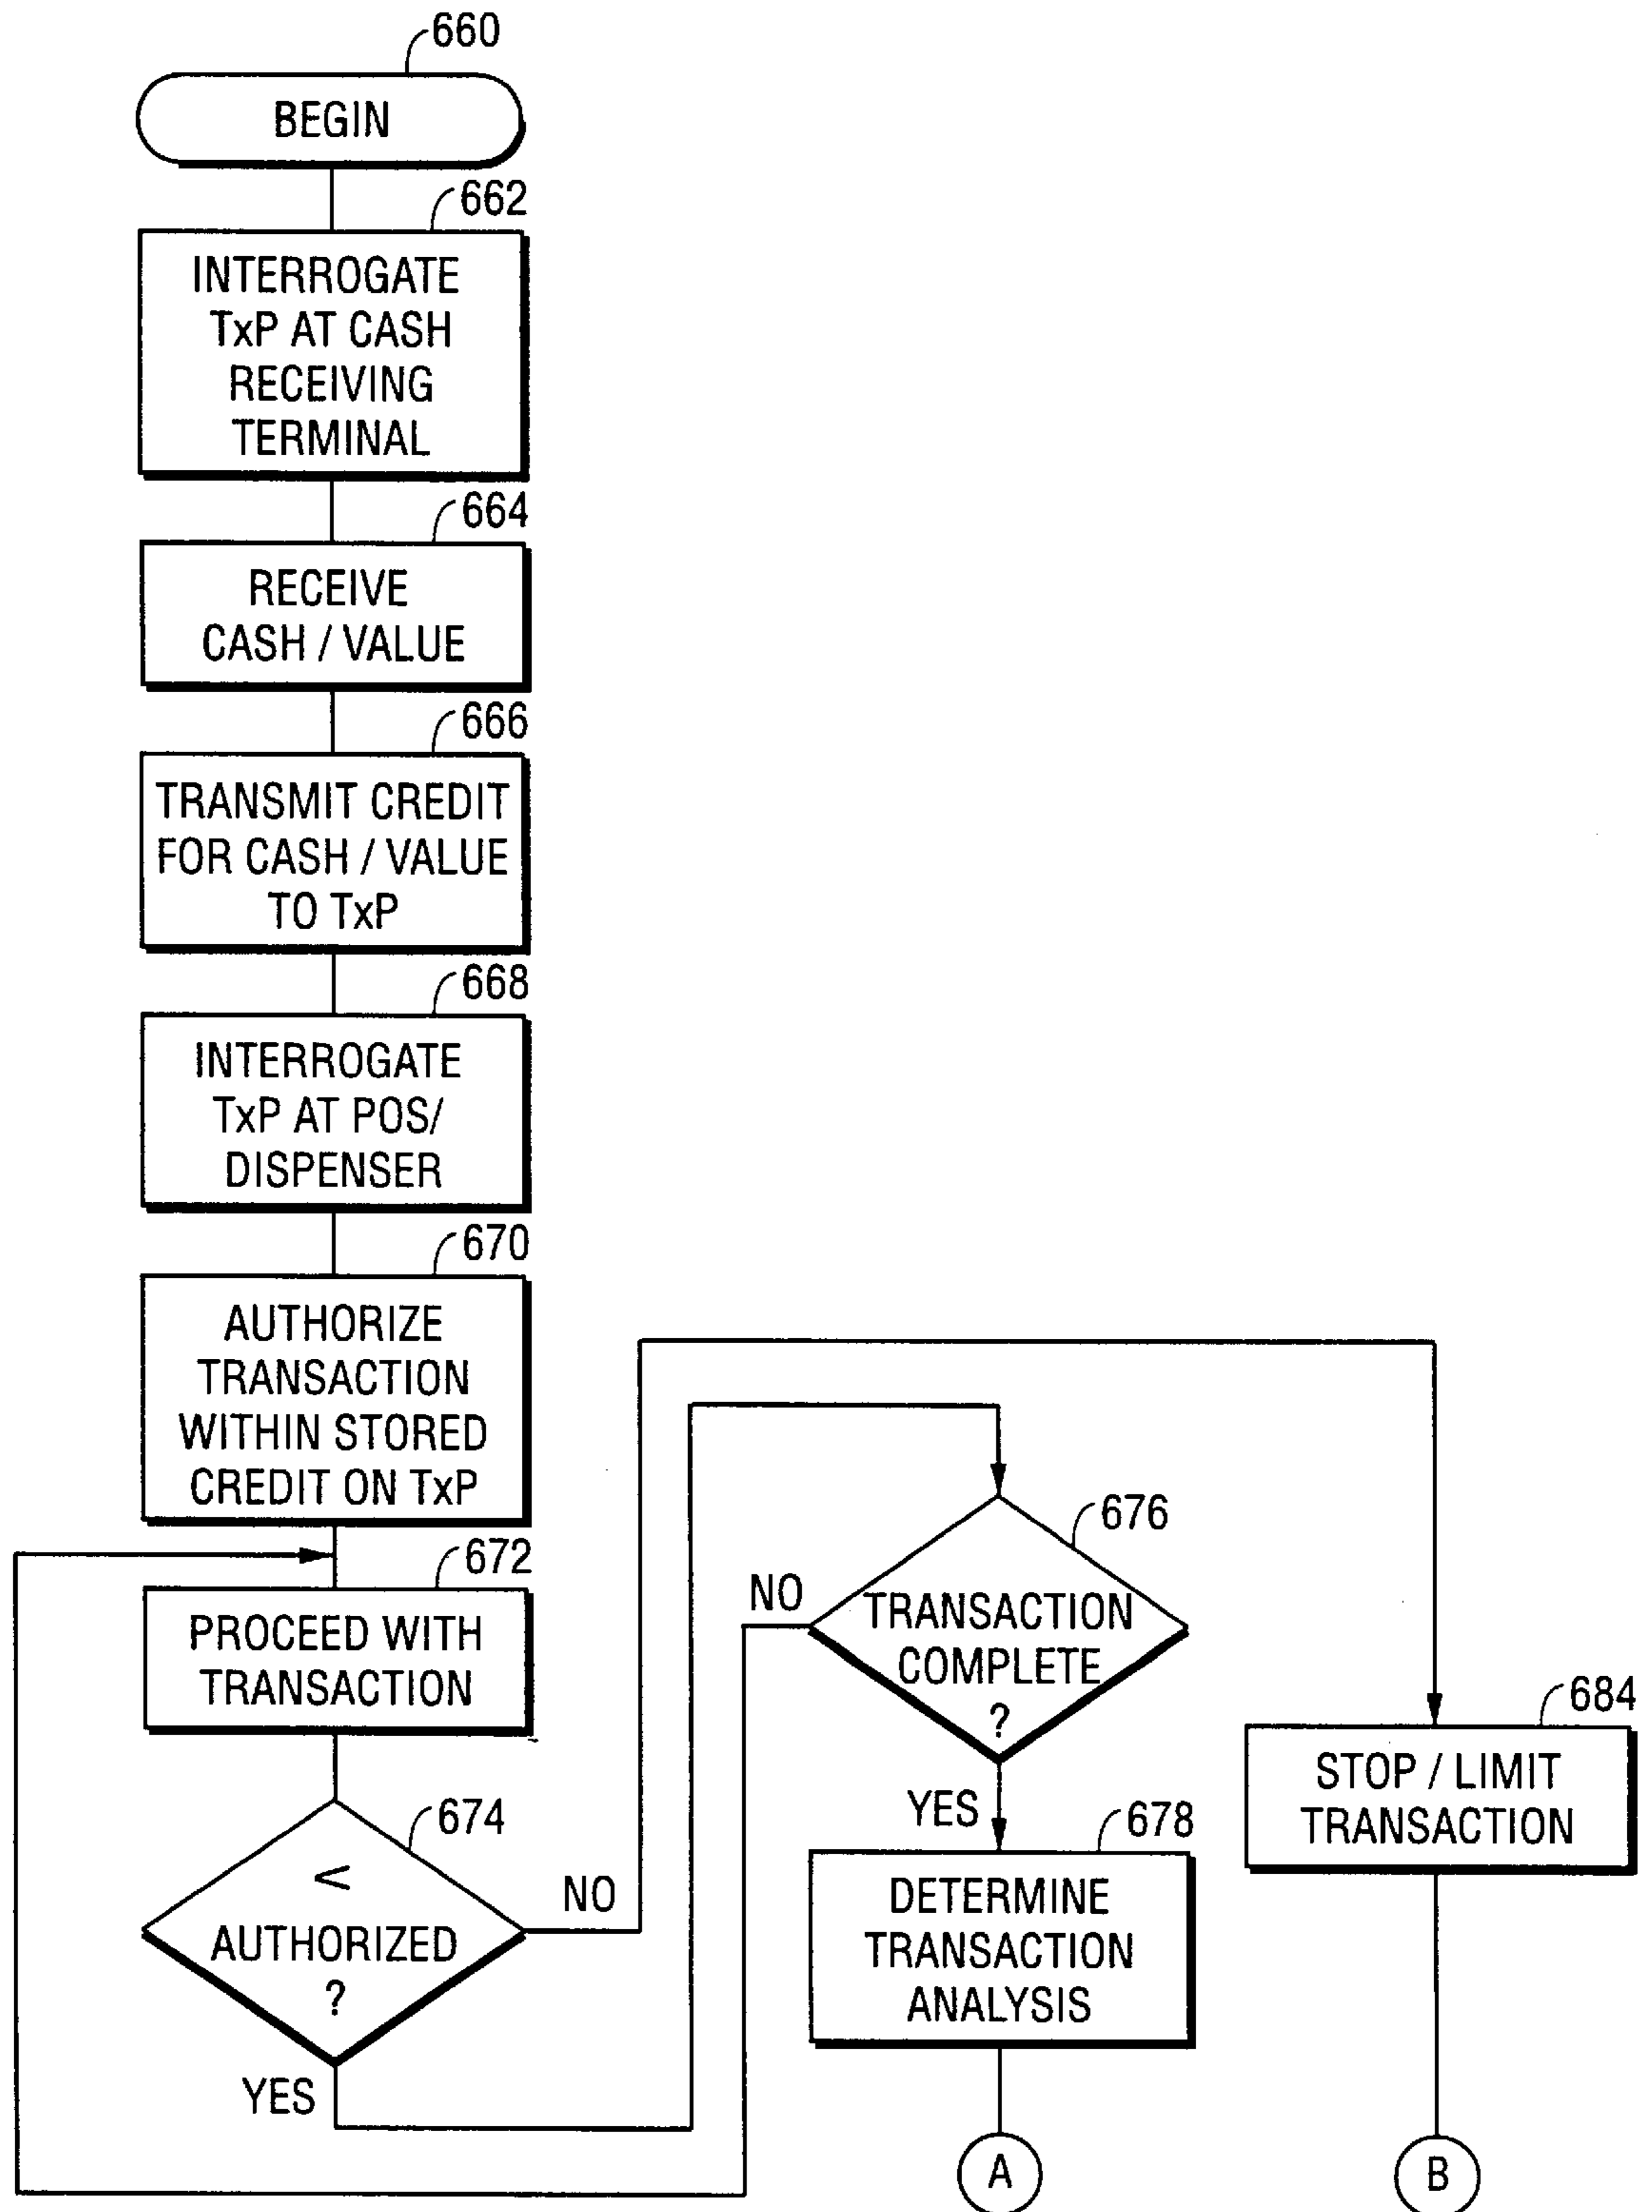 660
BEGIN
662
INTERROGATE
TxP AT CASH
RECEIVING
TERMINAL
664
RECEIVE
CASH / VALUE
666
TRANSMIT CREDIT
FOR CASH / VALUE
TO TxP
668
INTERROGATE
TxP AT POS/
DISPENSER
670
AUTHORIZE
TRANSACTION
WITHIN STORED
CREDIT ON TxP
672
PROCEED WITH
TRANSACTION
674
<
AUTHORIZED
?
NO
YES
676
TRANSACTION
COMPLETE
?
NO
YES
678
DETERMINE
TRANSACTION
ANALYSIS
A
684
STOP / LIMIT
TRANSACTION
B